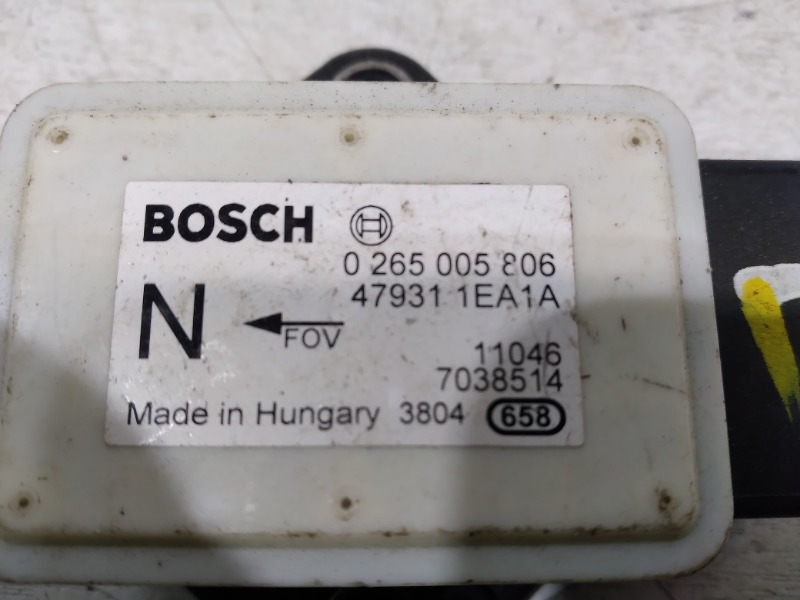 BOSCH
0 265 005 806
47931 1EA1A
N
FOV
11046
7038514
Made in Hungary 3804 658